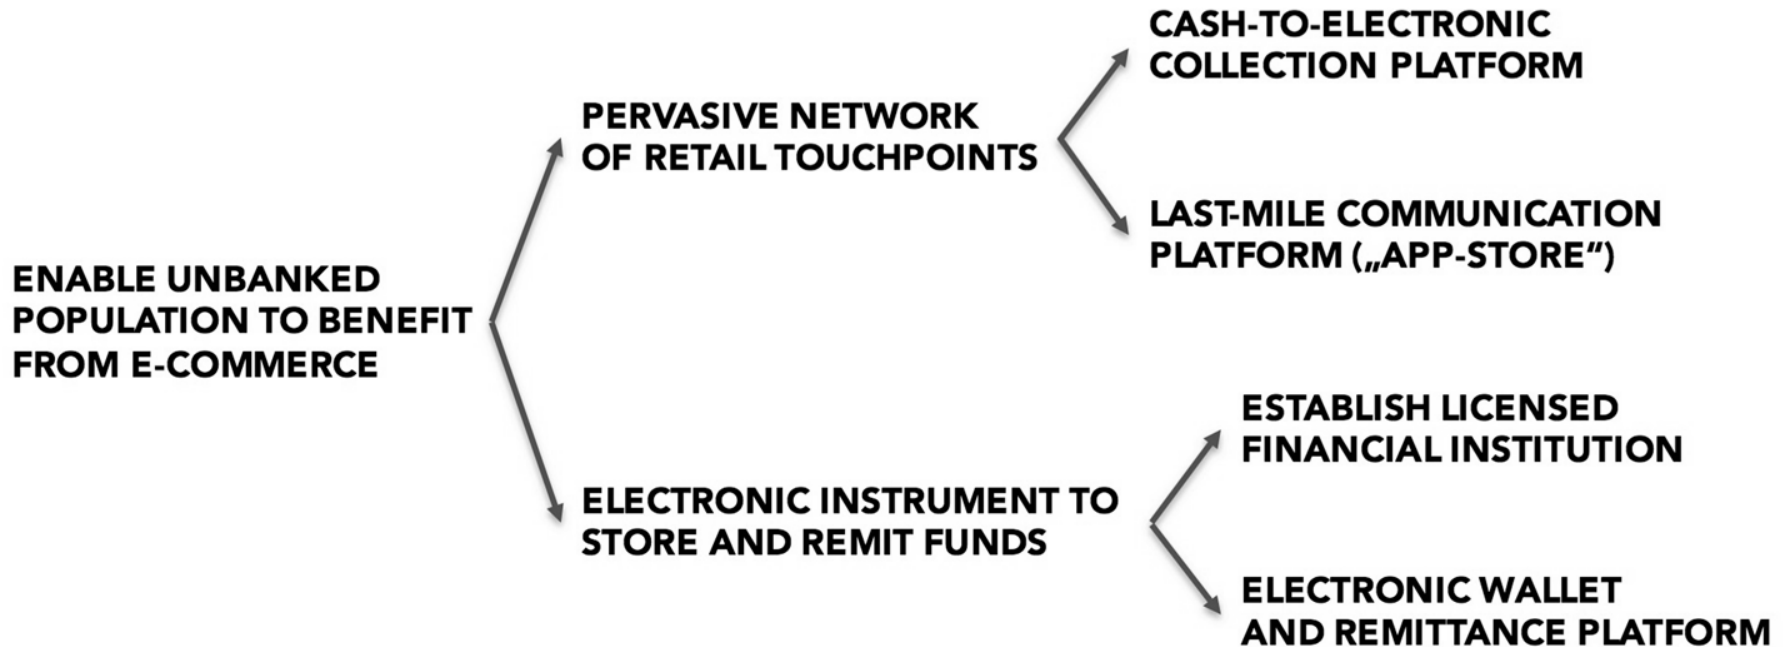 ENABLE UNBANKED
POPULATION TO BENEFIT
FROM E-COMMERCE
PERVASIVE NETWORK
OF RETAIL TOUCHPOINTS
CASH-TO-ELECTRONIC
COLLECTION PLATFORM
LAST-MILE COMMUNICATION
PLATFORM („APP-STORE“)
ELECTRONIC INSTRUMENT TO
STORE AND REMIT FUNDS
ESTABLISH LICENSED
FINANCIAL INSTITUTION
ELECTRONIC WALLET
AND REMITTANCE PLATFORM